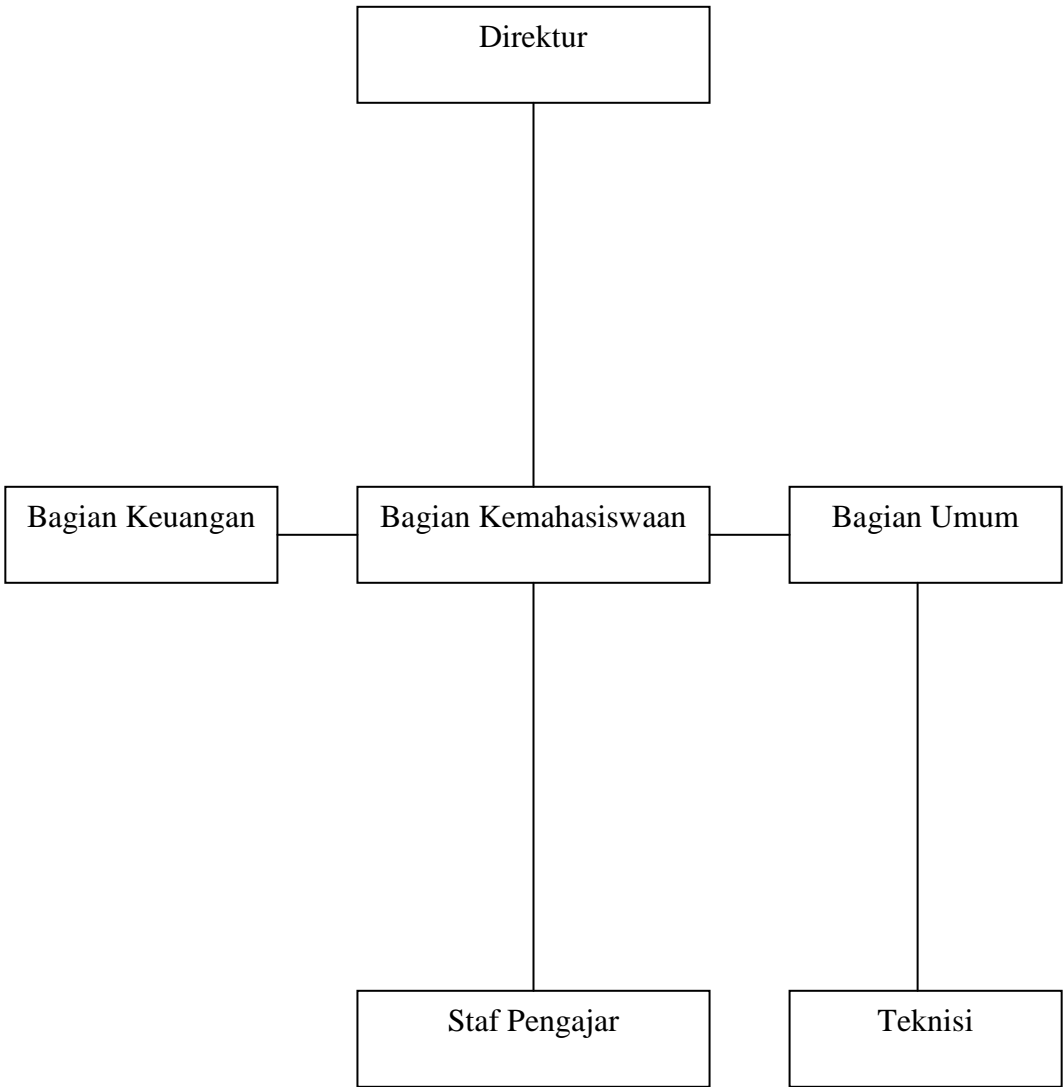 Direktur
Bagian Keuangan
Bagian Kemahasiswaan
Bagian Umum
Staf Pengajar
Teknisi